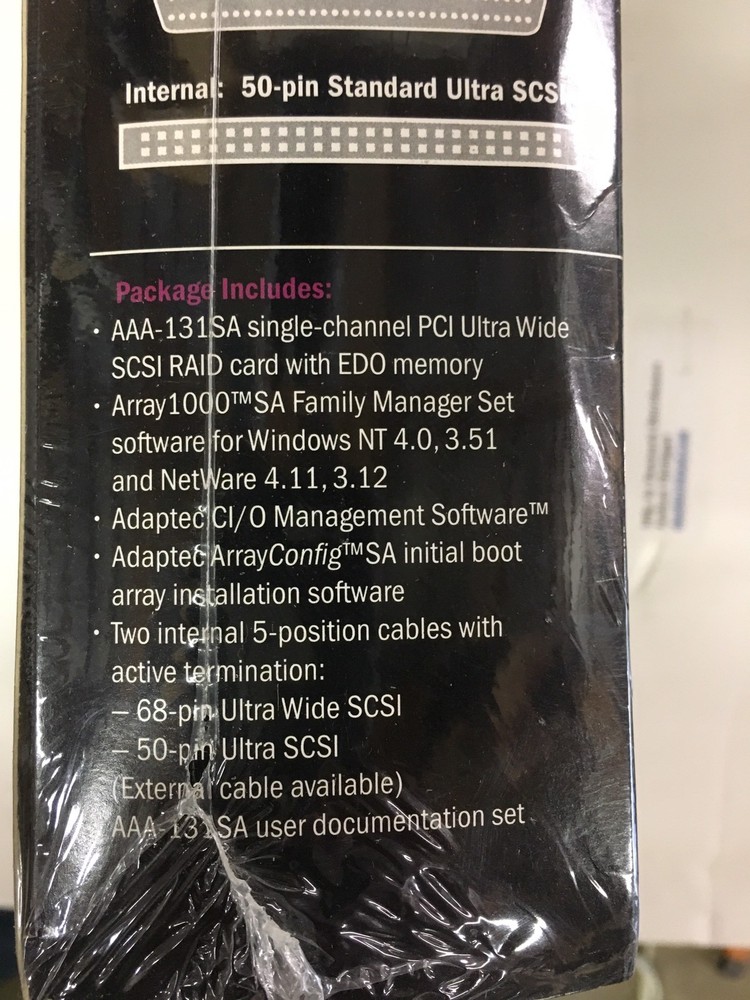 Internal: 50-pin Standard Ultra SCS
Package Includes:
• AAA-131SA single-channel PCI Ultra Wide
SCSI RAID card with EDO memory
• Array1000™SA Family Manager Set
software for Windows NT 4.0, 3.51
and NetWare 4.11, 3.12
• Adaptec CI/O Management Software™
• Adaptec ArrayConfig™SA initial boot
array installation software
• Two internal 5-position cables with
active termination:
– 68-pin Ultra Wide SCSI
– 50-pin Ultra SCSI
(External cable available)
AAA-131SA user documentation set